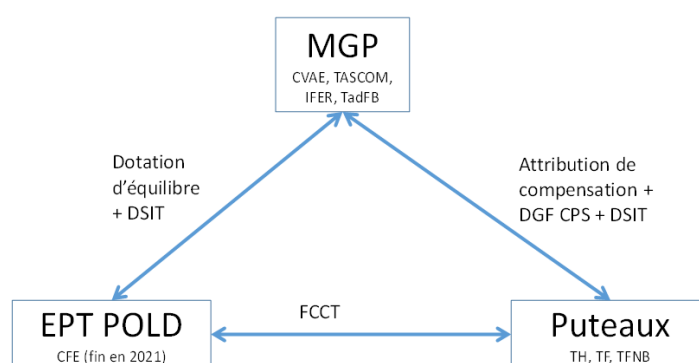 MGP
CVAE, TASCOM,
IFER, TadFB
Dotation
d'équilibre
+ DSIT
Attribution de
compensation +
DGF CPS + DSIT
FCCT
EPT POLD
CFE (fin en 2021)
Puteaux
TH, TF, TFNB